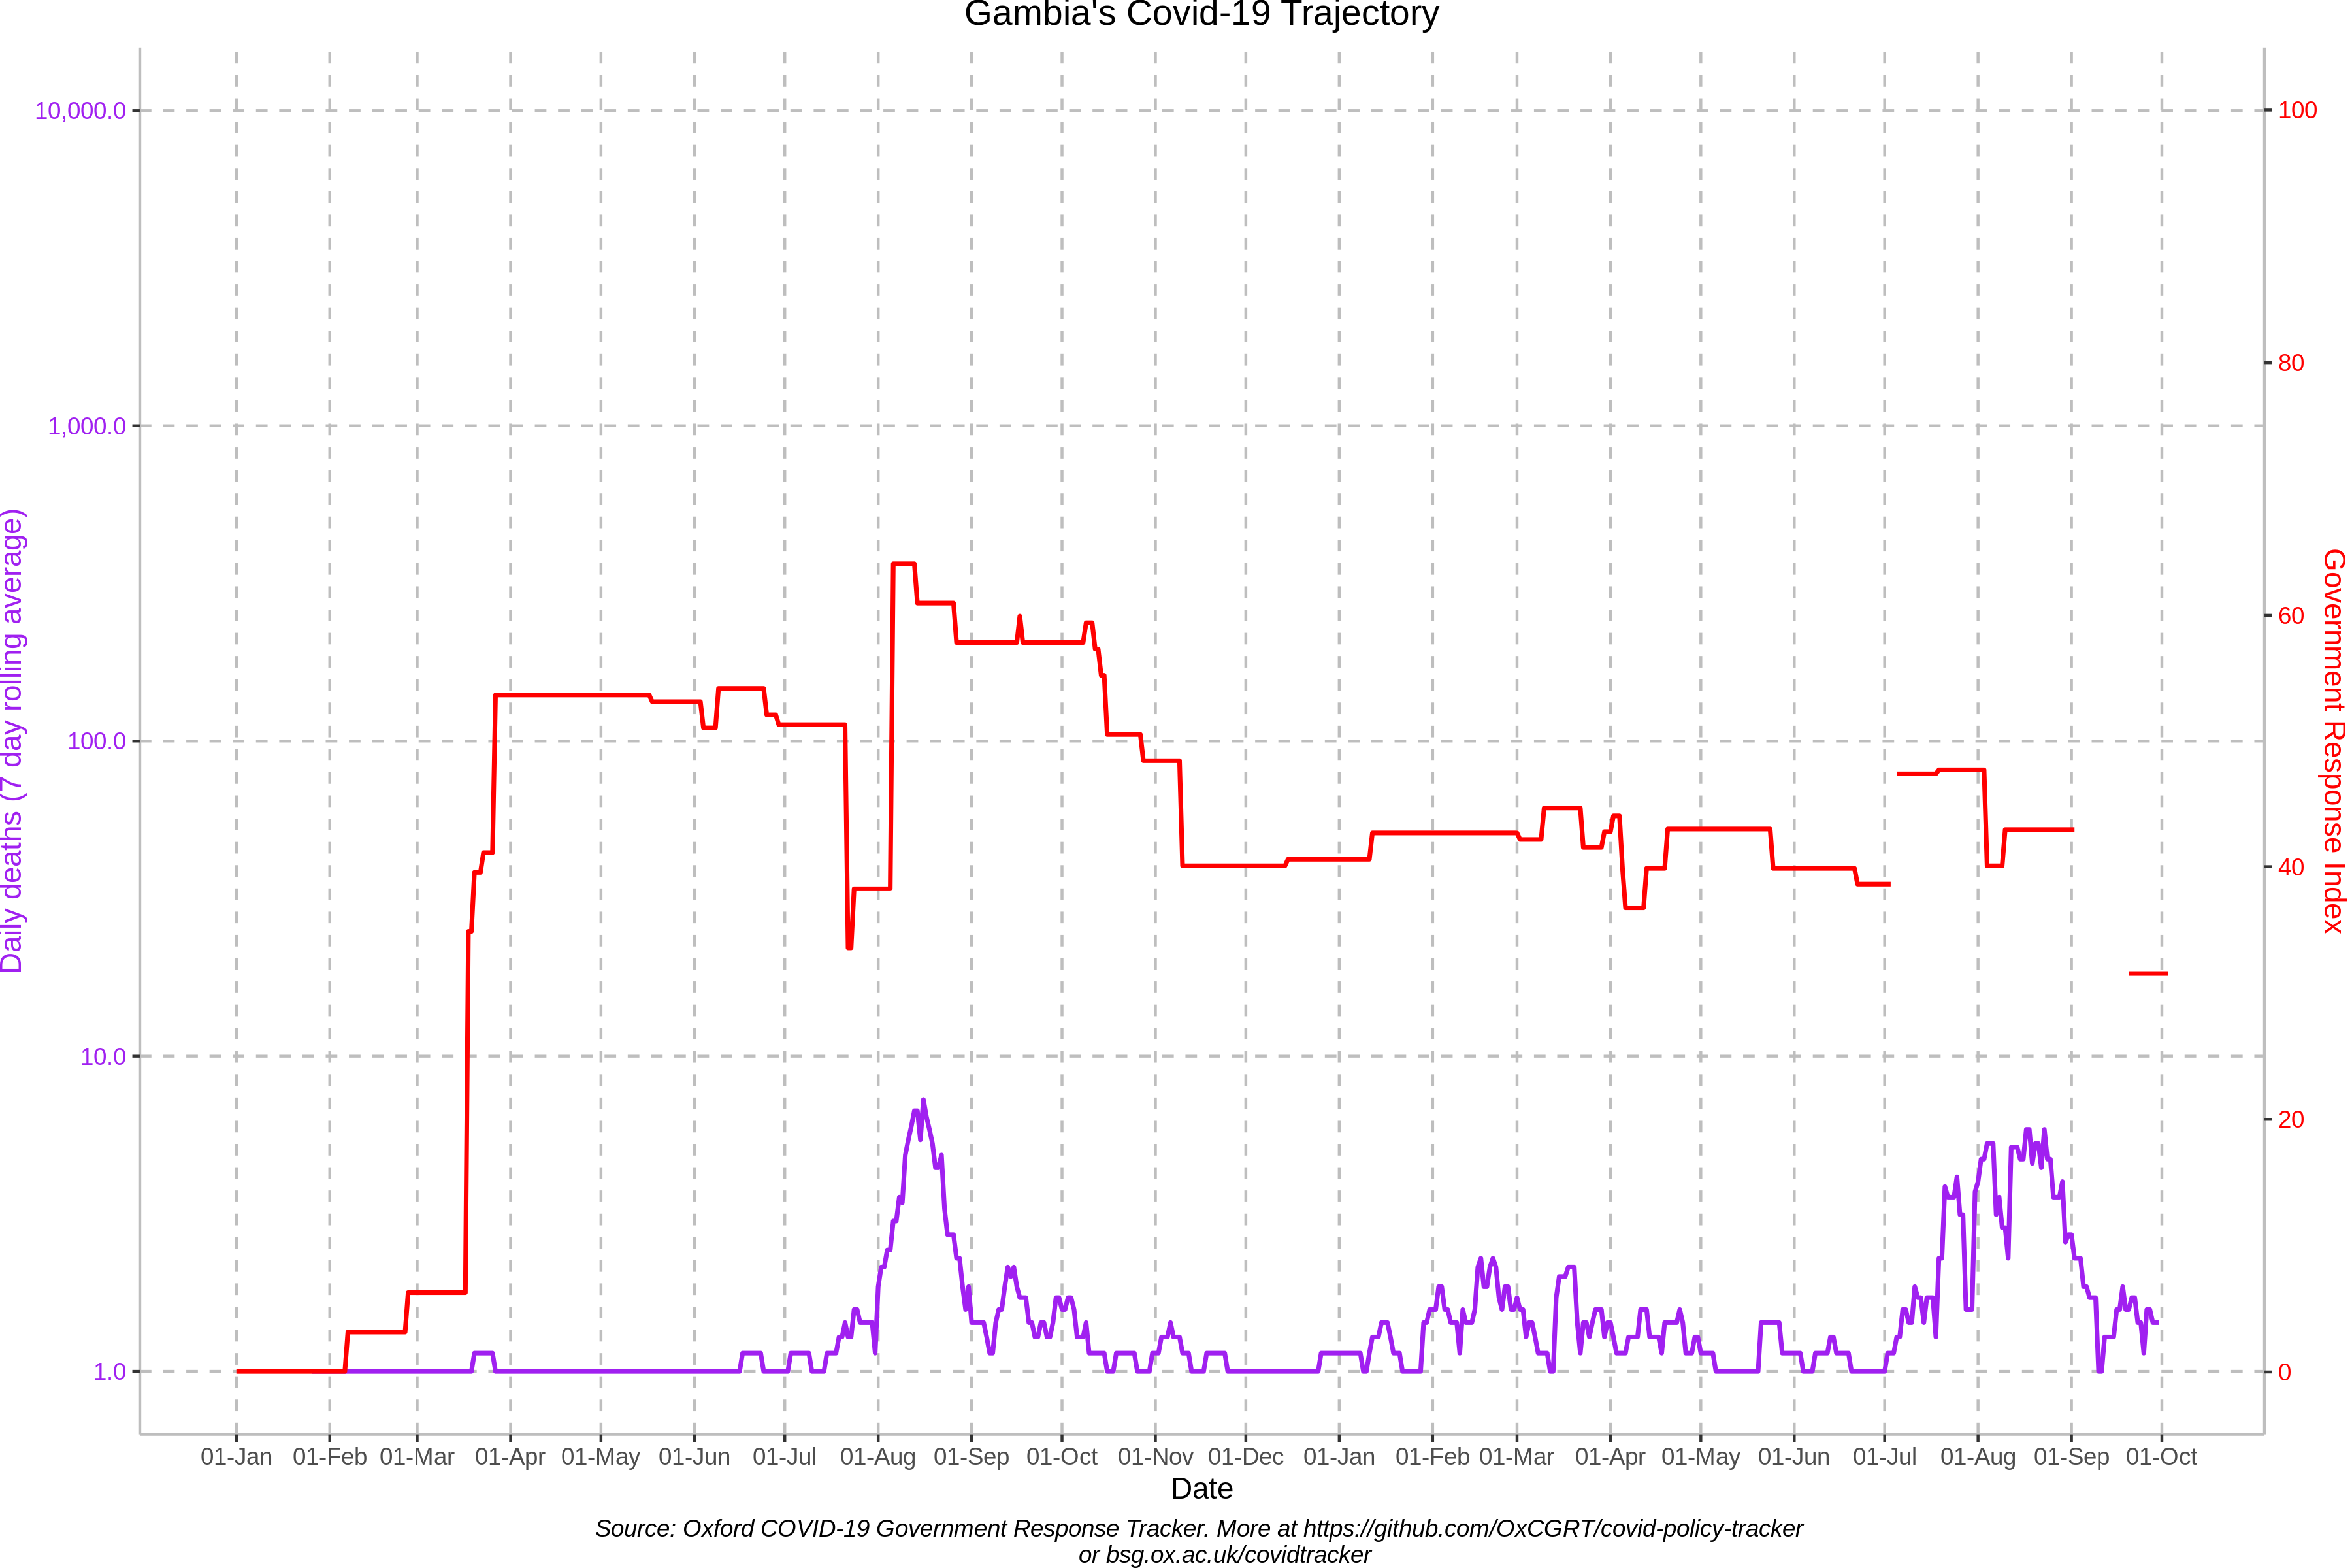 Gambia's Covid-19 Trajectory
10,000.0
1,000.0
100.0
10.0
1.0
Daily deaths (7 day rolling average)
100
80
60
40
20
0
Government Response Index
01-Jan 01-Feb 01-Mar 01-Apr 01-May 01-Jun 01-Jul 01-Aug 01-Sep 01-Oct 01-Nov 01-Dec 01-Jan 01-Feb 01-Mar 01-Apr 01-May 01-Jun 01-Jul 01-Aug 01-Sep 01-Oct
Date
Source: Oxford COVID-19 Government Response Tracker. More at https://github.com/OxCGRT/covid-policy-tracker
or bsg.ox.ac.uk/covidtracker